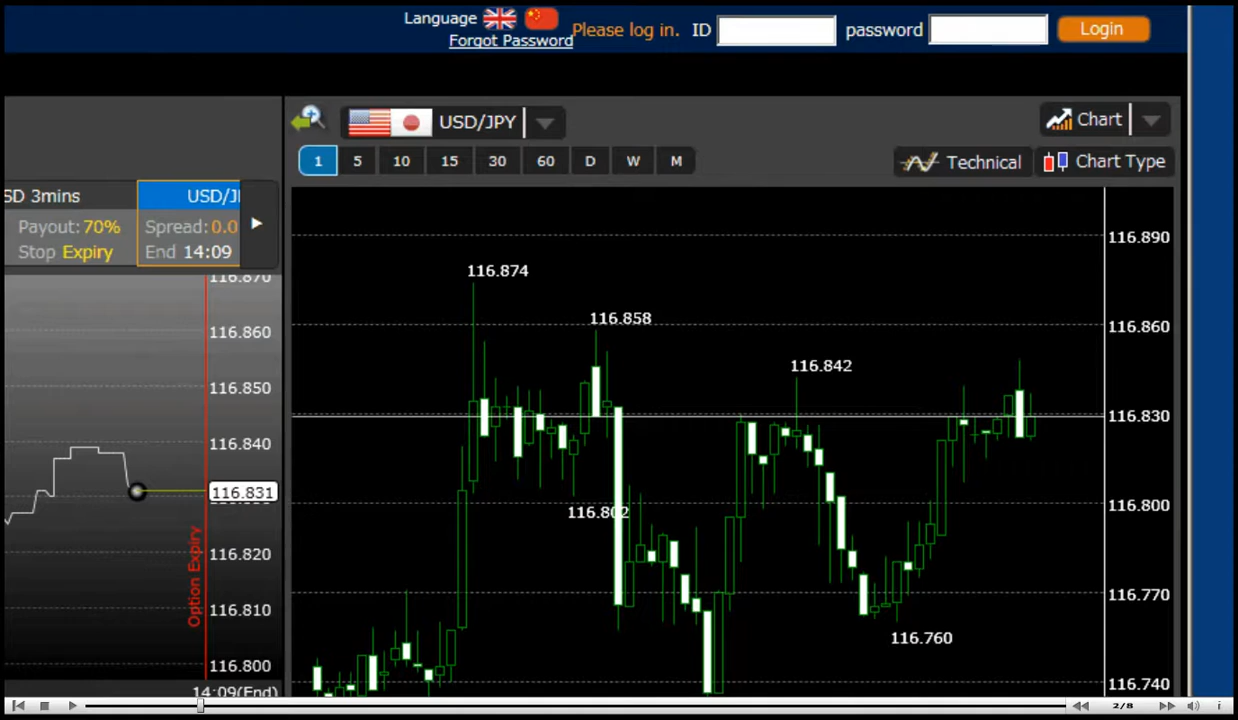 Language
Forgot Password
Please log in. ID
password
Login
USD/JPY
Chart
1 5 10 15 30 60 D W M
Technical
Chart Type
SD 3mins
Payout: 70%
Stop Expiry
USD/J
Spread: 0.0
End 14:09
116.870
116.860
116.850
116.840
116.831
116.820
116.810
116.800
Option Expiry
14:09(End)
116.874
116.858
116.842
116.802
116.760
116.890
116.860
116.830
116.800
116.770
116.740
2/8
i